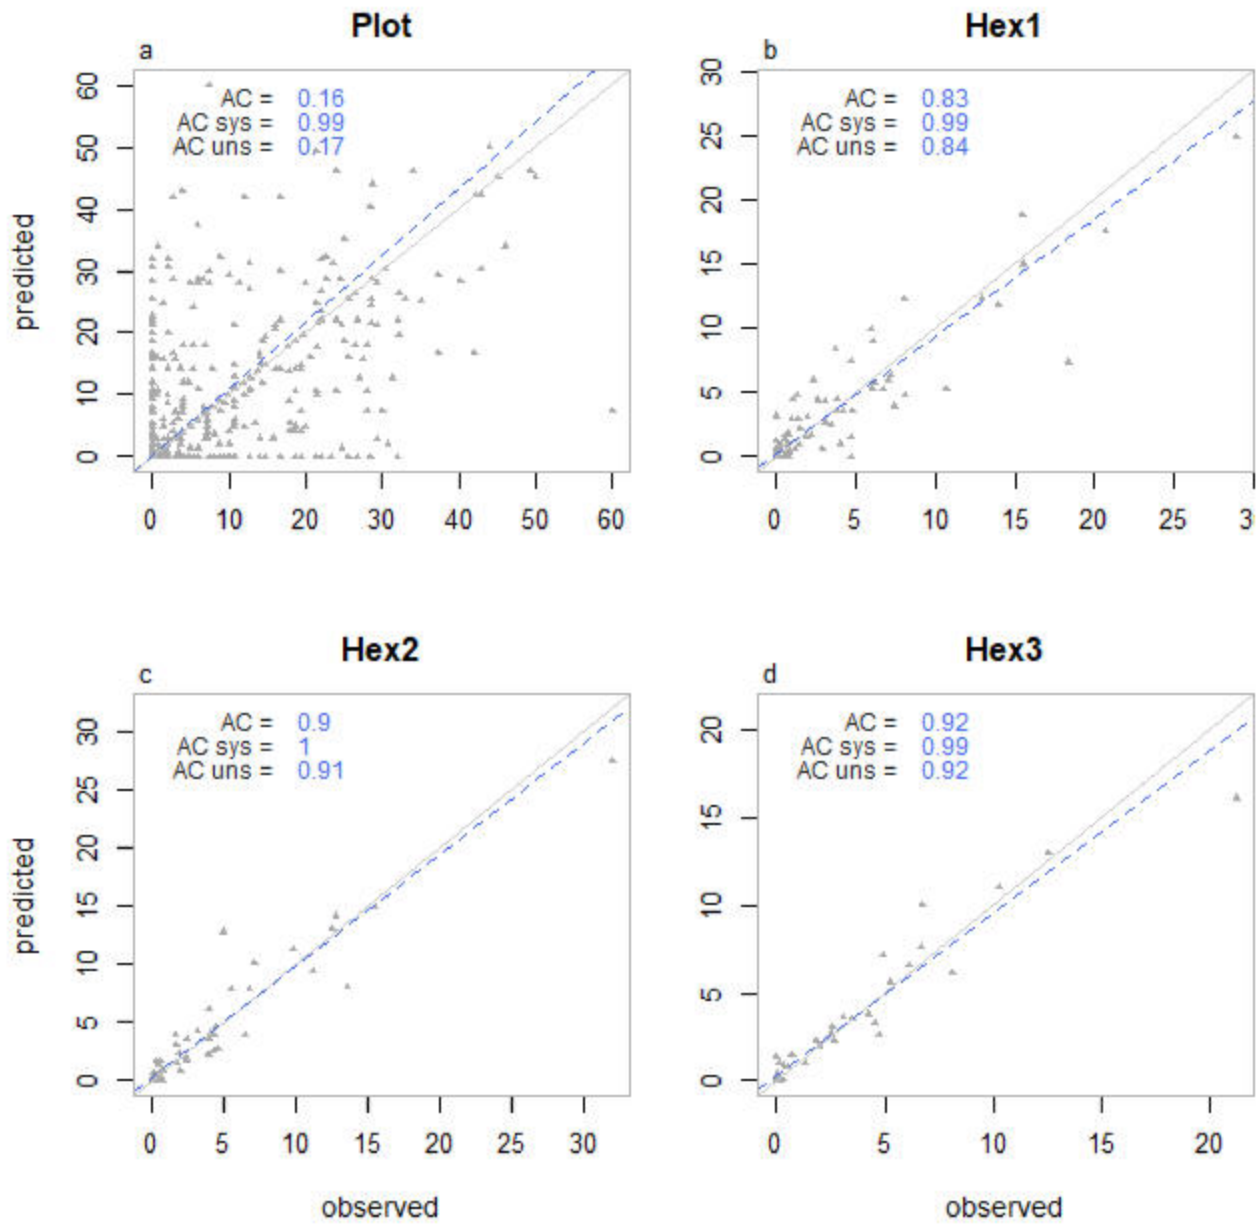 Plot
a
AC = 0.16
AC sys = 0.99
AC uns = 0.17
predicted
60
50
40
30
20
10
0
0 10 20 30 40 50 60
Hex1
b
AC = 0.83
AC sys = 0.99
AC uns = 0.84
30
25
20
15
10
5
0
0 5 10 15 20 25 3
Hex2
c
AC = 0.9
AC sys = 1
AC uns = 0.91
predicted
30
25
20
15
10
5
0
0 5 10 15 20 25 30
observed
Hex3
d
AC = 0.92
AC sys = 0.99
AC uns = 0.92
20
15
10
5
0
0 5 10 15 20
observed